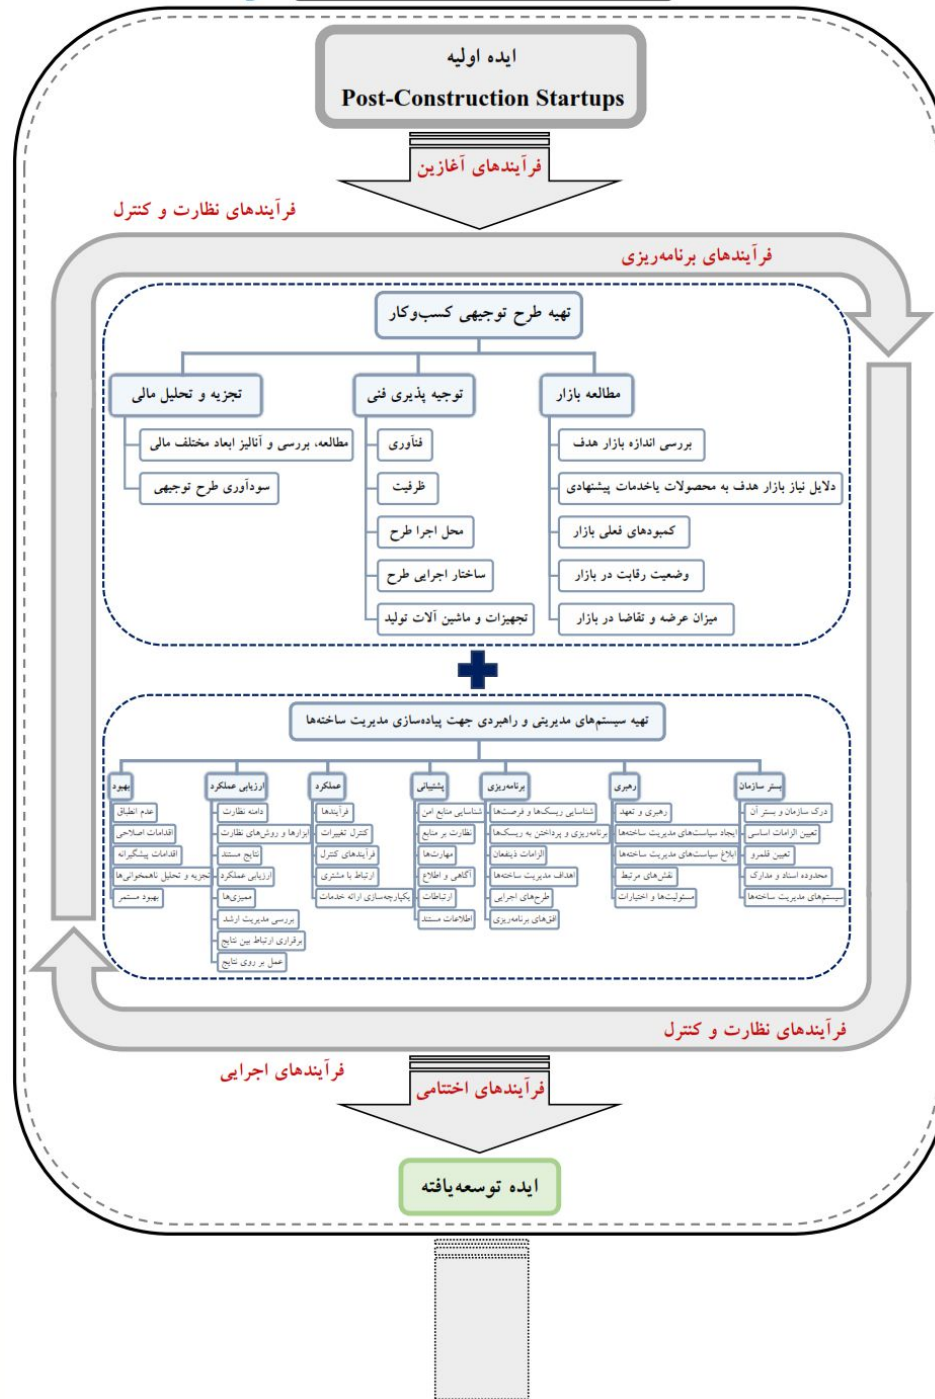 ایده اولیه
Post-Construction Startups
فرآیندهای آغازین
فرآیندهای نظارت و کنترل
فرآیندهای برنامه‌ریزی
تهیه طرح توجیهی کسب‌وکار
مطالعه بازار
بررسی اندازه بازار هدف
دلایل نیاز بازار هدف به محصولات یاخدمات پیشنهادی
کمبودهای فعلی بازار
وضعیت رقابت در بازار
میزان عرضه و تقاضا در بازار
توجیه پذیری فنی
فنآوری
ظرفیت
محل اجرا طرح
ساختار اجرایی طرح
تجهیزات و ماشین آلات تولید
تجزیه و تحلیل مالی
مطالعه، بررسی و آنالیز ابعاد مختلف مالی
سودآوری طرح توجیهی
تهیه سیستم‌های مدیریتی و راهبردی جهت پیاده‌سازی مدیریت ساخته‌ها
بستر سازمان
درک سازمان و بستر آن
تعیین الزامات اساسی
تعیین قلمرو
محدوده اسناد و مدارک
سیستم‌های مدیریت ساخته‌ها
رهبری
رهبری و تعهد
ایجاد سیاست‌های مدیریت ساخته‌ها
ابلاغ سیاست‌های مدیریت ساخته‌ها
نقش‌های مرتبط
مسئولیت‌ها و اختیارات
برنامه‌ریزی
شناسایی ریسک‌ها و فرصت‌ها
برنامه‌ریزی و پرداختن به ریسک‌ها
الزامات ذینفعان
اهداف مدیریت ساخته‌ها
طرح‌های اجرایی
افق‌های برنامه‌ریزی
پشتیبانی
شناسایی منابع امن
نظارت بر منابع
مهارت‌ها
آگاهی و اطلاع
ارتباطات
اطلاعات مستند
عملکرد
فرآیندها
کنترل تغییرات
فرآیندهای کنترل
ارتباط با مشتری
یکپارچه‌سازی ارائه خدمات
ارزیابی عملکرد
دامنه نظارت
ابزارها و روش‌های نظارت
نتایج مستند
ارزیابی عملکرد
ممیزی‌ها
بررسی مدیریت ارشد
برقراری ارتباط بین نتایج
عمل بر روی نتایج
بهبود
عدم انطباق
اقدامات اصلاحی
اقدامات پیشگیرانه
تجزیه و تحلیل ناهمخوانی‌ها
بهبود مستمر
فرآیندهای نظارت و کنترل
فرآیندهای اجرایی
فرآیندهای اختتامی
ایده توسعه‌یافته